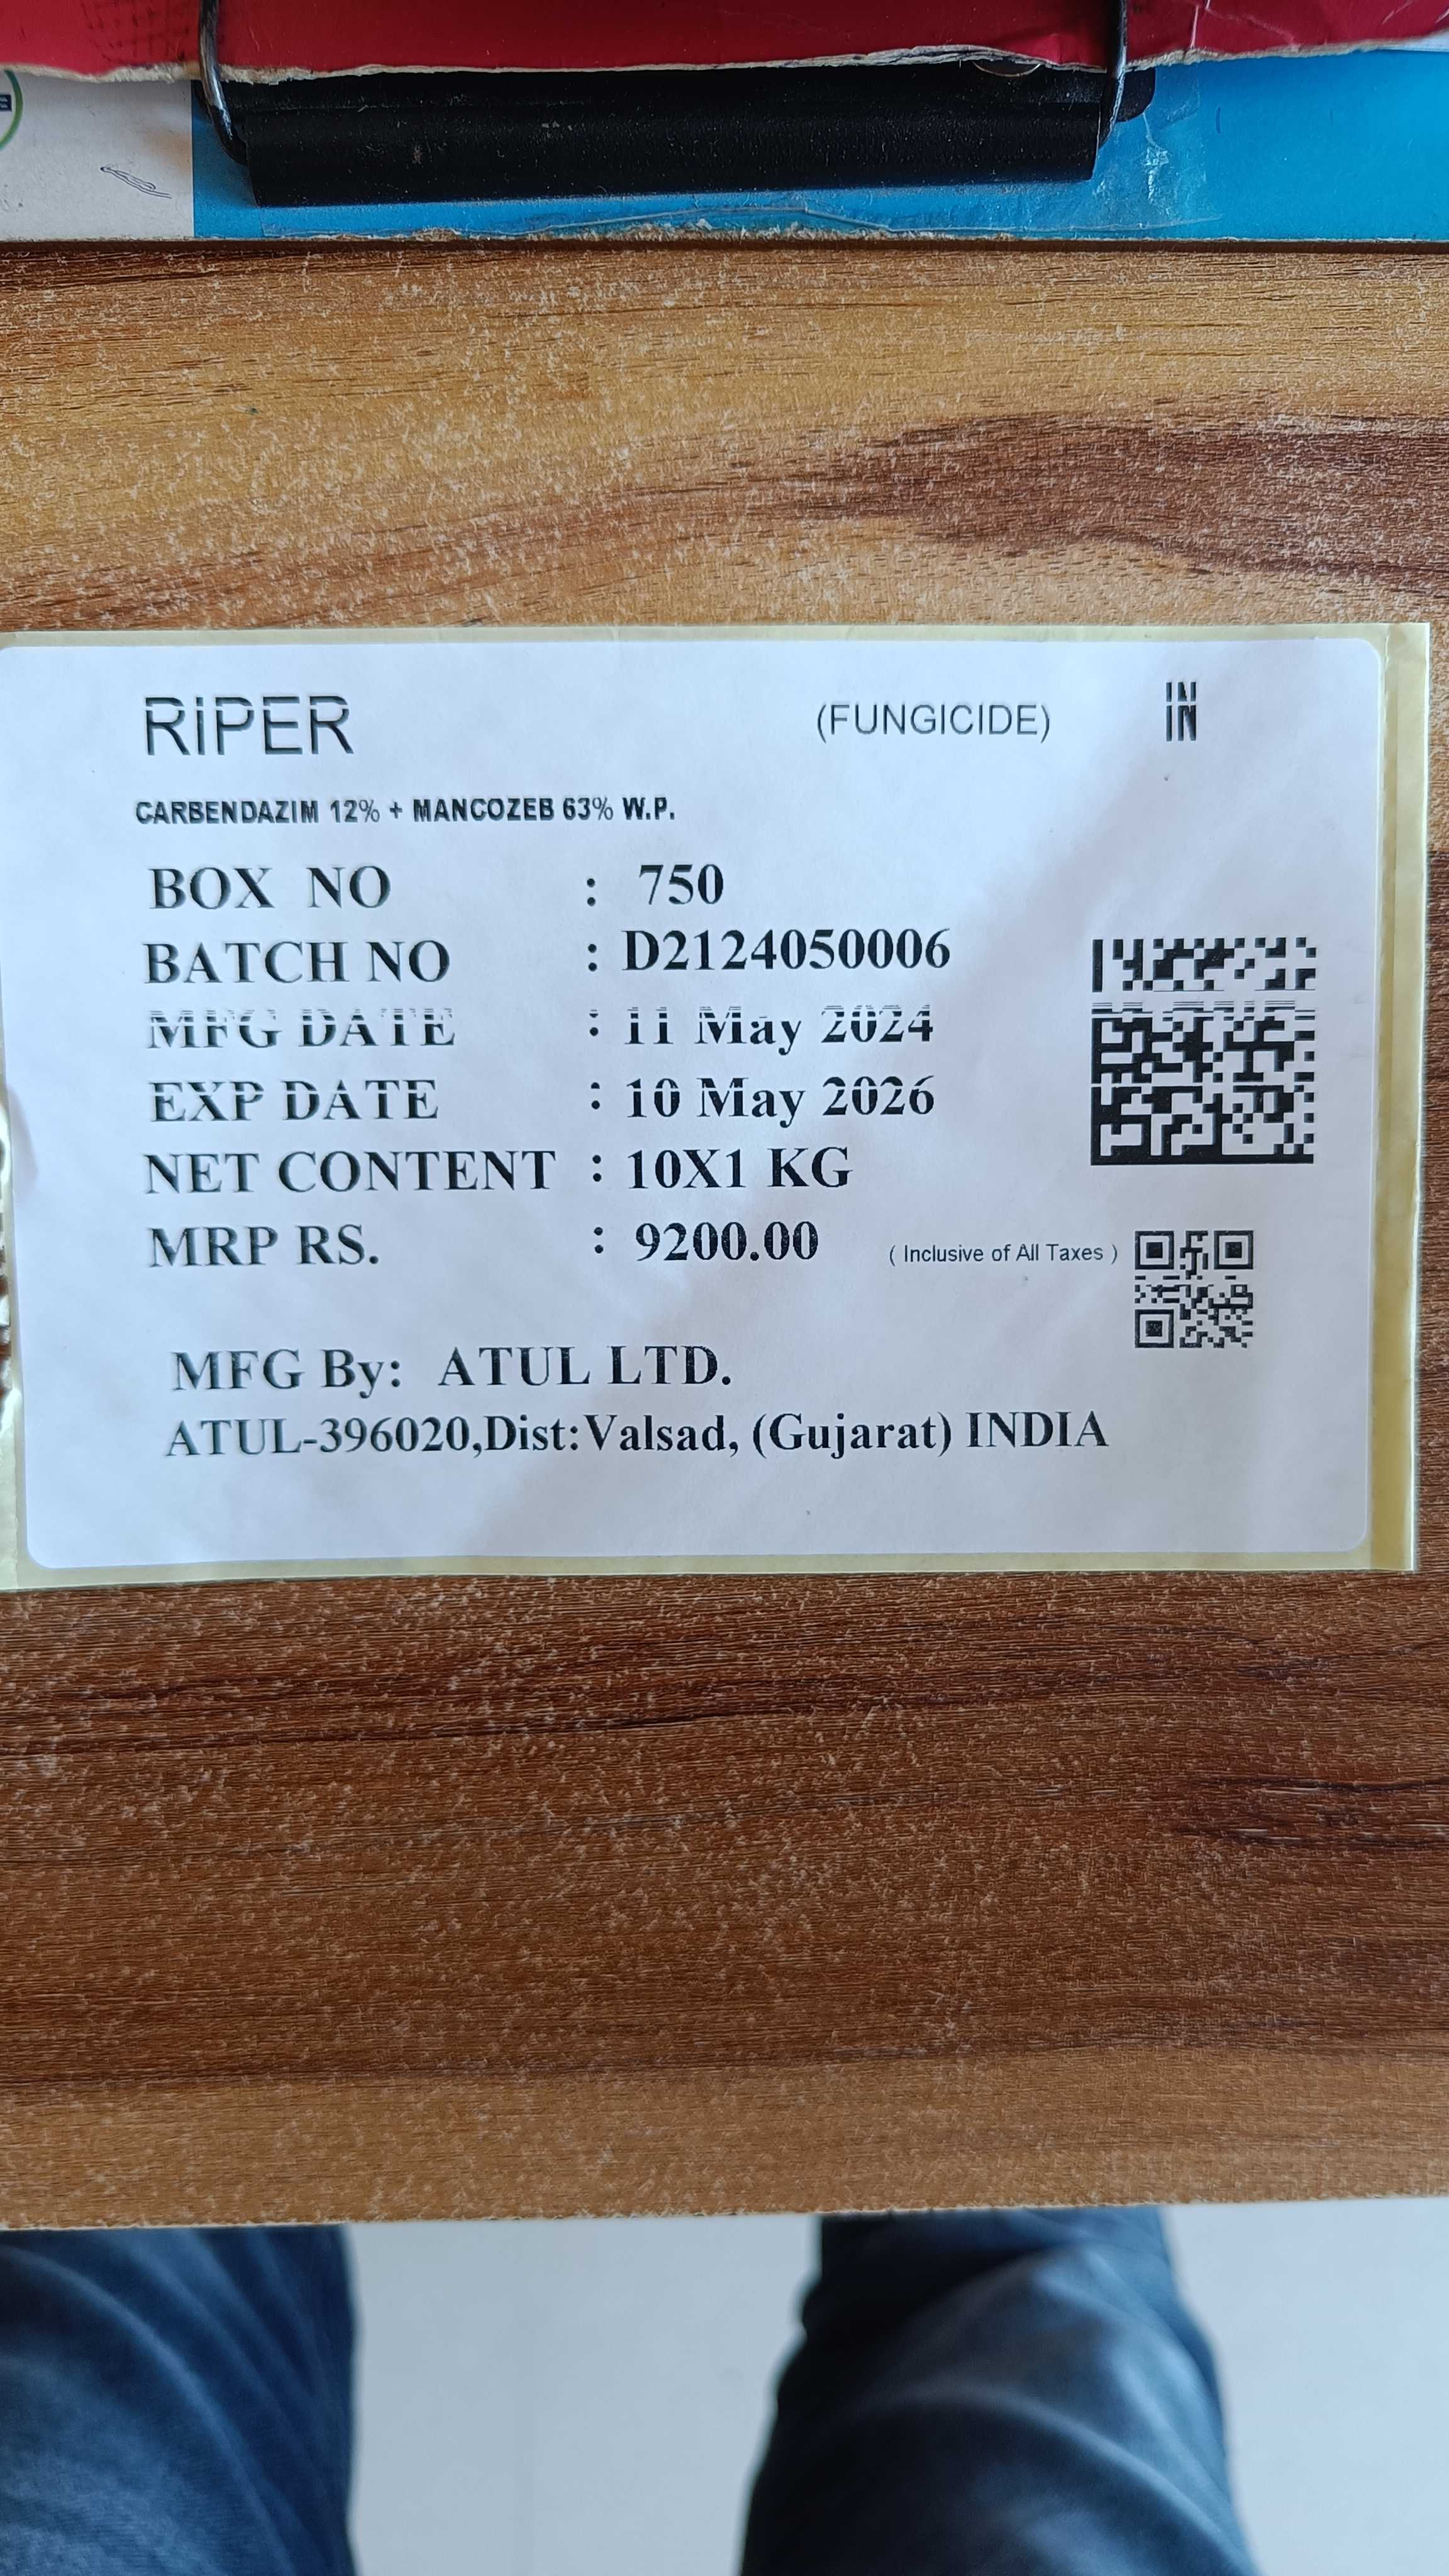 RIPER (FUNGICIDE) IN
CARBENDAZIM 12% + MANCOZEB 63% W.P.
BOX NO : 750
BATCH NO : D2124050006
MFG DATE : 11 May 2024
EXP DATE : 10 May 2026
NET CONTENT : 10X1 KG
MRP RS. : 9200.00 ( Inclusive of All Taxes )
MFG By: ATUL LTD.
ATUL-396020,Dist:Valsad, (Gujarat) INDIA